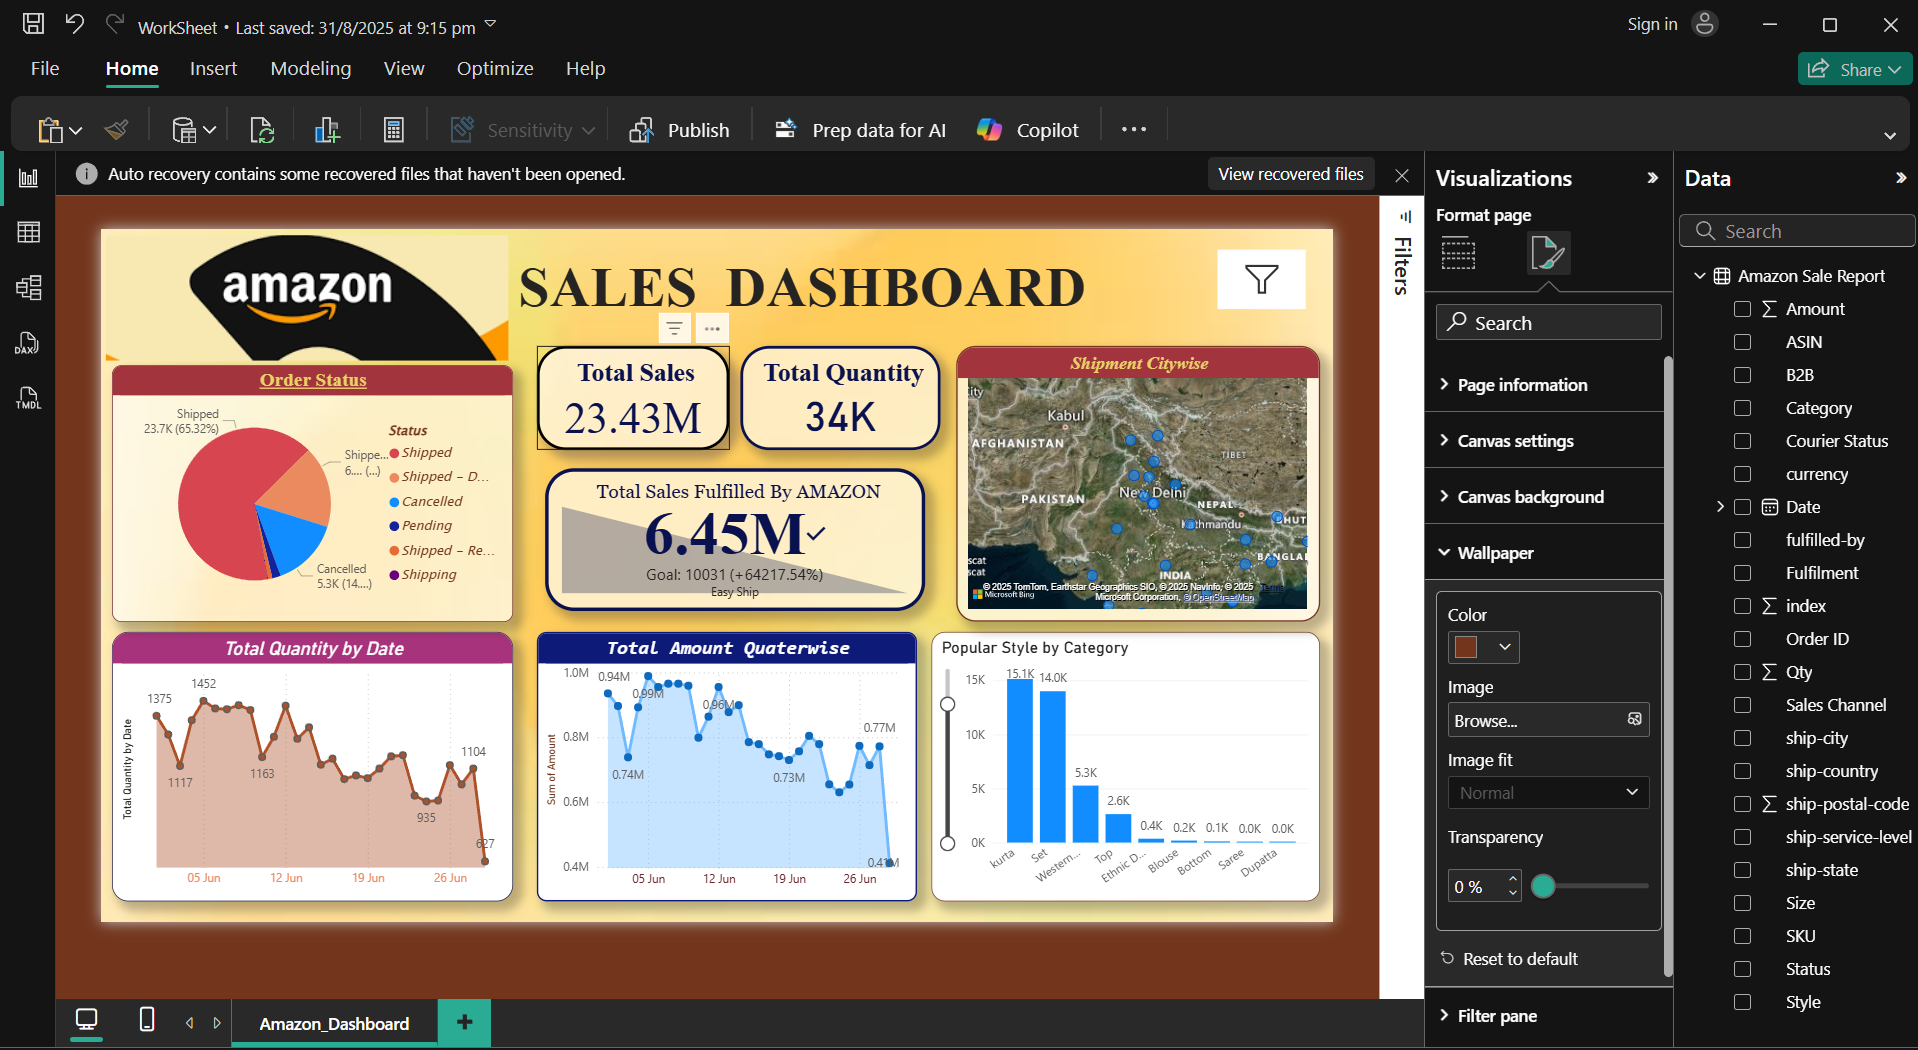 WorkSheet • Last saved: 31/8/2025 at 9:15 pm
Sign in
File Home Insert Modeling View Optimize Help
Share
Sensitivity Publish Prep data for AI Copilot
Auto recovery contains some recovered files that haven't been opened.
View recovered files
DAX
TMDL
Filters
amazon
SALES DASHBOARD
Order Status
Shipped
23.7K (65.32%)
Shippe...
6.... (...)
Cancelled
5.3K (14....)
Status
Shipped
Shipped – D...
Cancelled
Pending
Shipped – Re...
Shipping
Total Sales
23.43M
Total Quantity
34K
Total Sales Fulfilled By AMAZON
6.45M
Goal: 10031 (+64217.54%)
Easy Ship
Shipment Citywise
Kabul
AFGHANISTAN
TIBET
PAKISTAN
New Delhi
NEPAL
Kathmandu
BHUT
BANGLAI
INDIA
scat
scat
© 2025 TomTom, Earthstar Geographics SIO, © 2025 NavInfo, © 2025
Microsoft Corporation, © OpenStreetMap
Microsoft Bing
Total Quantity by Date
Total Quantity by Date
1375
1452
1117
1163
935
1104
627
05 Jun 12 Jun 19 Jun 26 Jun
Total Amount Quaterwise
Sum of Amount
1.0M
0.8M
0.6M
0.4M
0.94M
0.99M
0.96M
0.74M
0.73M
0.77M
0.41M
05 Jun 12 Jun 19 Jun 26 Jun
Popular Style by Category
15K
10K
5K
0K
15.1K 14.0K 5.3K 2.6K 0.4K 0.2K 0.1K 0.0K 0.0K
kurta Set Western... Top Ethnic D... Blouse Bottom Saree Dupatta
Amazon_Dashboard
Visualizations
Format page
Search
Page information
Canvas settings
Canvas background
Wallpaper
Color
Image
Browse...
Image fit
Normal
Transparency
0 %
Reset to default
Filter pane
Data
Search
Amazon Sale Report
Amount
ASIN
B2B
Category
Courier Status
currency
Date
fulfilled-by
Fulfilment
index
Order ID
Qty
Sales Channel
ship-city
ship-country
ship-postal-code
ship-service-level
ship-state
Size
SKU
Status
Style